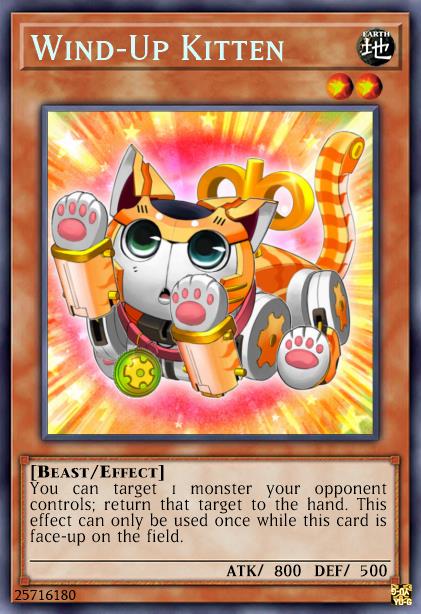 Wind-Up Kitten
EARTH
地
[Beast/Effect]
You can target 1 monster your opponent
controls; return that target to the hand. This
effect can only be used once while this card is
face-up on the field.
ATK/ 800 DEF/ 500
25716180